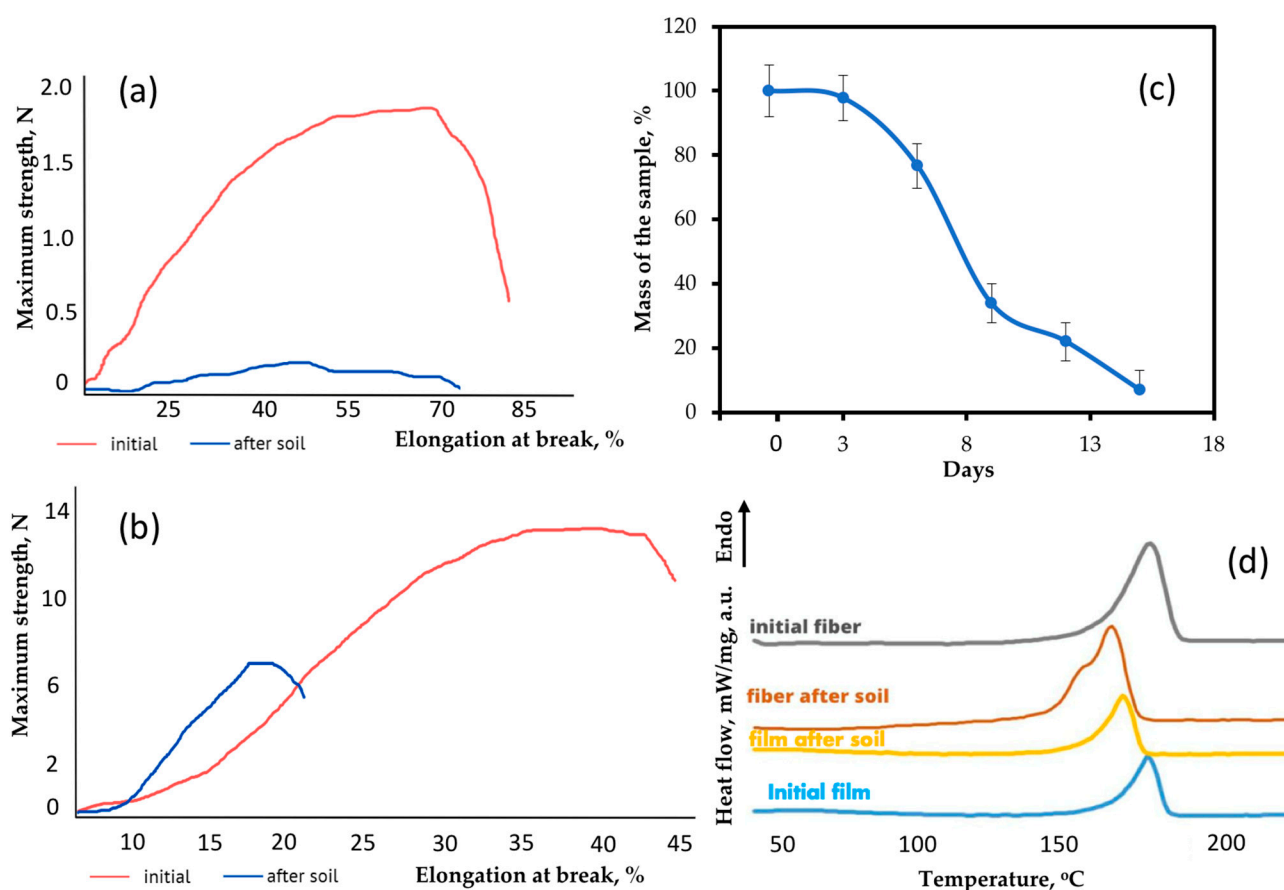 (a)
Maximum strength, N
2.0
1.5
1.0
0.5
0
25 40 55 70 85
initial after soil Elongation at break, %
(c)
Mass of the sample, %
120
100
80
60
40
20
0
0 3 8 13 18
Days
(b)
Maximum strength, N
14
10
6
2
0
10 15 20 25 30 35 40 45
initial after soil Elongation at break, %
(d)
Endo
Heat flow, mW/mg, a.u.
initial fiber
fiber after soil
film after soil
Initial film
50 100 150 200
Temperature, °C